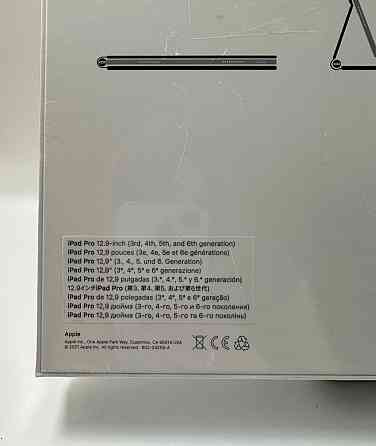 iPad Pro 12.9-inch (3rd, 4th, 5th, and 6th generation)
iPad Pro 12,9 pouces (3e, 4e, 5e et 6e générations)
iPad Pro 12,9" (3., 4., 5. und 6. Generation)
iPad Pro 12,9" (3ª, 4ª, 5ª e 6ª generazione)
iPad Pro de 12,9 pulgadas (3.ª, 4.ª, 5.ª y 6.ª generación)
12.9インチiPad Pro (第3、第4、第5、および第6世代)
iPad Pro de 12,9 polegadas (3ª, 4ª, 5ª e 6ª geração)
iPad Pro 12,9 дюйма (3-го, 4-го, 5-го и 6-го поколения)
iPad Pro 12,9 дюйма (3-го, 4-го, 5-го та 6-го поколінь)
Apple
Apple Inc., One Apple Park Way, Cupertino, CA 95014 USA
© 2021 Apple Inc. All rights reserved.